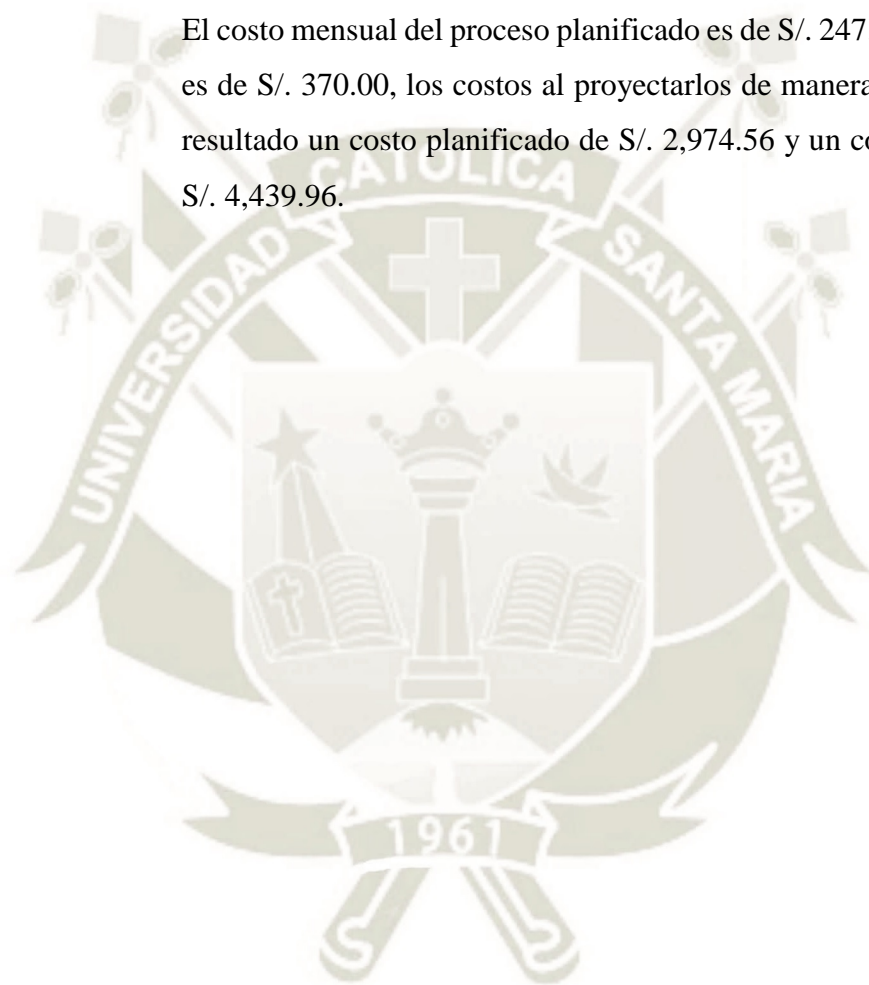 El costo mensual del proceso planificado es de S/. 247
es de S/. 370.00, los costos al proyectarlos de manera
resultado un costo planificado de S/. 2,974.56 y un co
S/. 4,439.96.
UNIVERSIDAD CATOLICA SANTA MARIA
1961